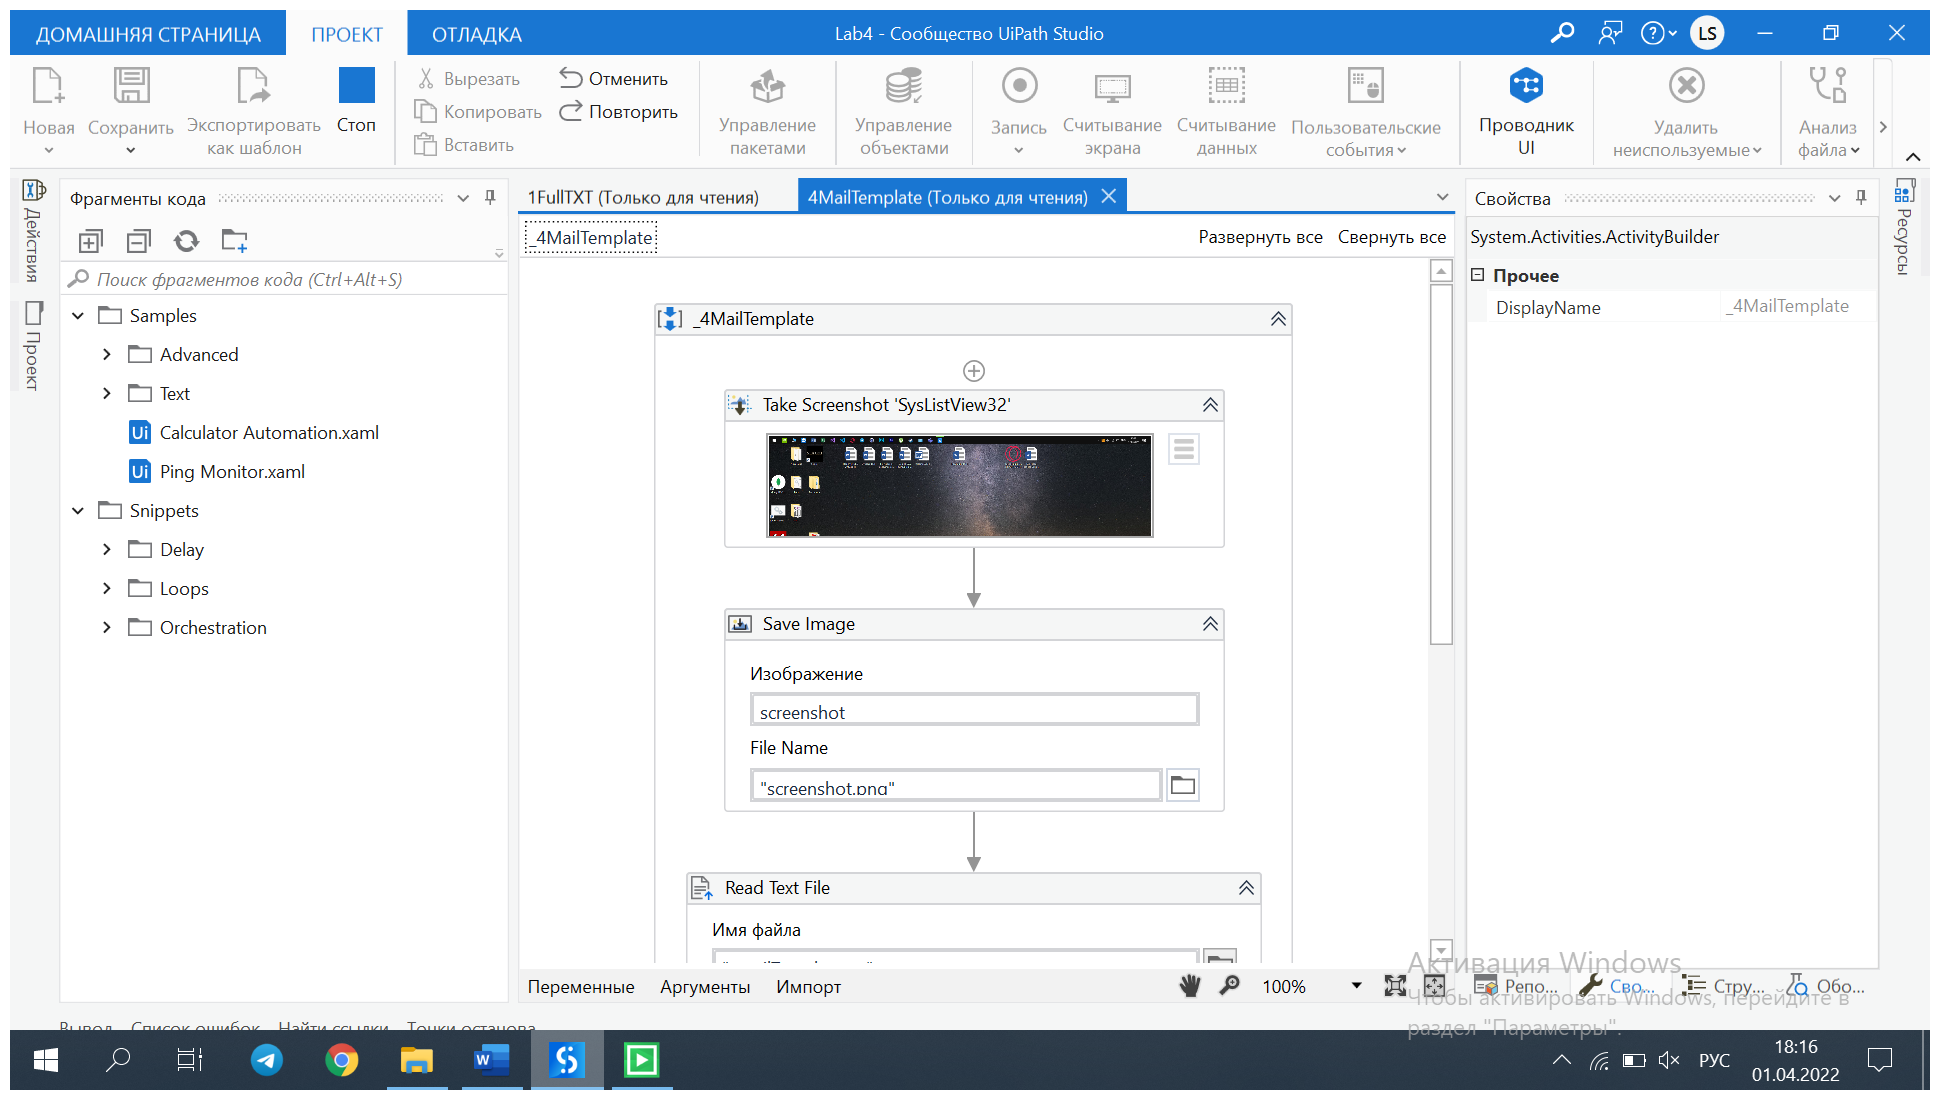 ДОМАШНЯЯ СТРАНИЦА
ПРОЕКТ
ОТЛАДКА
Lab4 - Сообщество UiPath Studio
LS
Новая
Сохранить
Экспортировать
как шаблон
Стоп
Вырезать
Копировать
Вставить
Отменить
Повторить
Управление
пакетами
Управление
объектами
Запись
Считывание
экрана
Считывание
данных
Пользовательские
события
Проводник
UI
Удалить
неиспользуемые
Анализ
файла
Действия
Проект
Фрагменты кода
Поиск фрагментов кода (Ctrl+Alt+S)
Samples
Advanced
Text
Ui Calculator Automation.xaml
Ui Ping Monitor.xaml
Snippets
Delay
Loops
Orchestration
1FullTXT (Только для чтения)
4MailTemplate (Только для чтения)
_4MailTemplate
Развернуть все
Свернуть все
_4MailTemplate
Take Screenshot 'SysListView32'
Save Image
Изображение
screenshot
File Name
"screenshot.png"
Read Text File
Имя файла
Переменные
Аргументы
Импорт
100%
Свойства
System.Activities.ActivityBuilder
Прочее
DisplayName
_4MailTemplate
Ресурсы
Репо...
Сво...
Стру...
Обо...
Активация Windows
Чтобы активировать Windows, перейдите в
раздел "Параметры".
Вывод
Список ошибок
Найти ссылки
Точки останова
РУС
18:16
01.04.2022